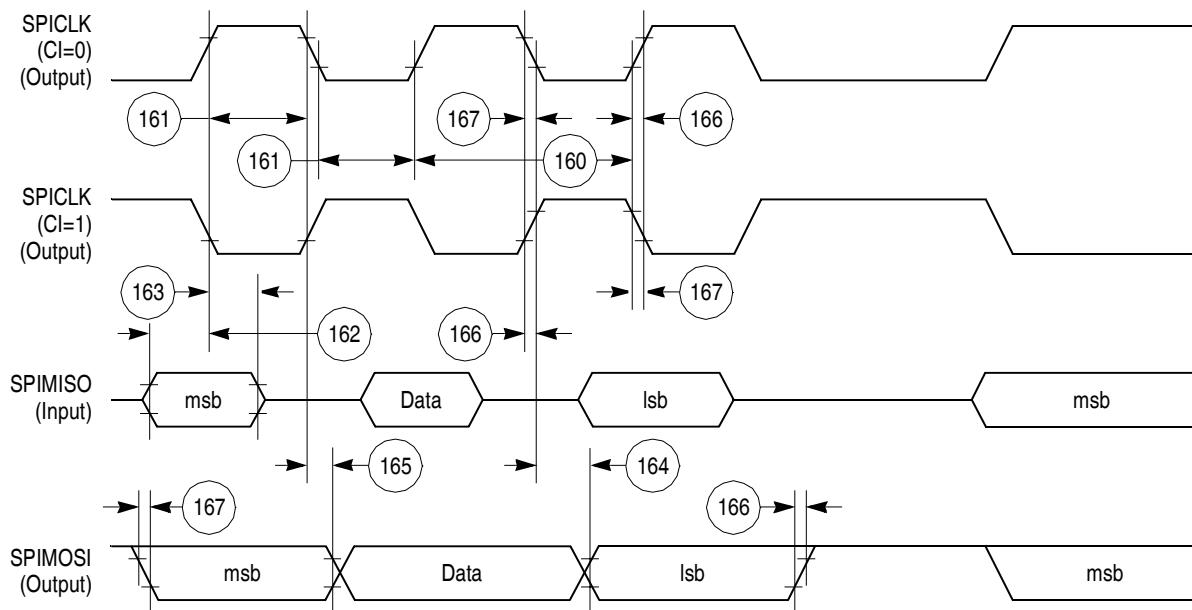 SPICLK
(CI=0)
(Output)
161
167
166
161
160
SPICLK
(CI=1)
(Output)
163
167
162
166
SPIMISO
(Input)
msb
Data
lsb
msb
165
164
167
166
SPIMOSI
(Output)
msb
Data
lsb
msb